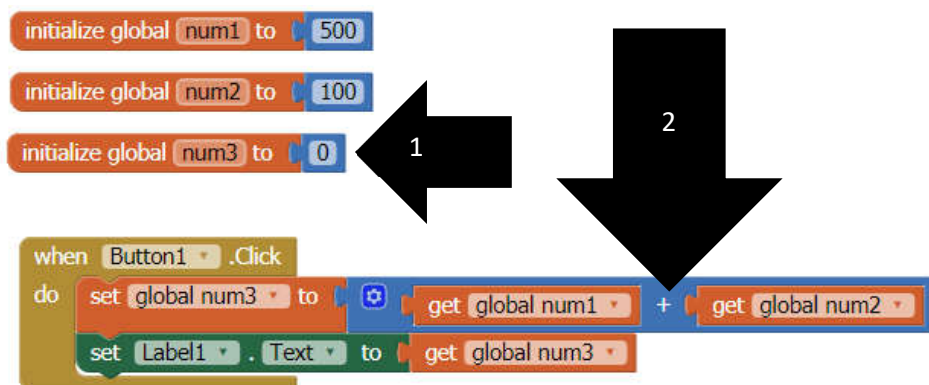 initialize global num1 to 500
initialize global num2 to 100
initialize global num3 to 0
1
2
when Button1 .Click
do set global num3 to get global num1 + get global num2
set Label1 . Text to get global num3